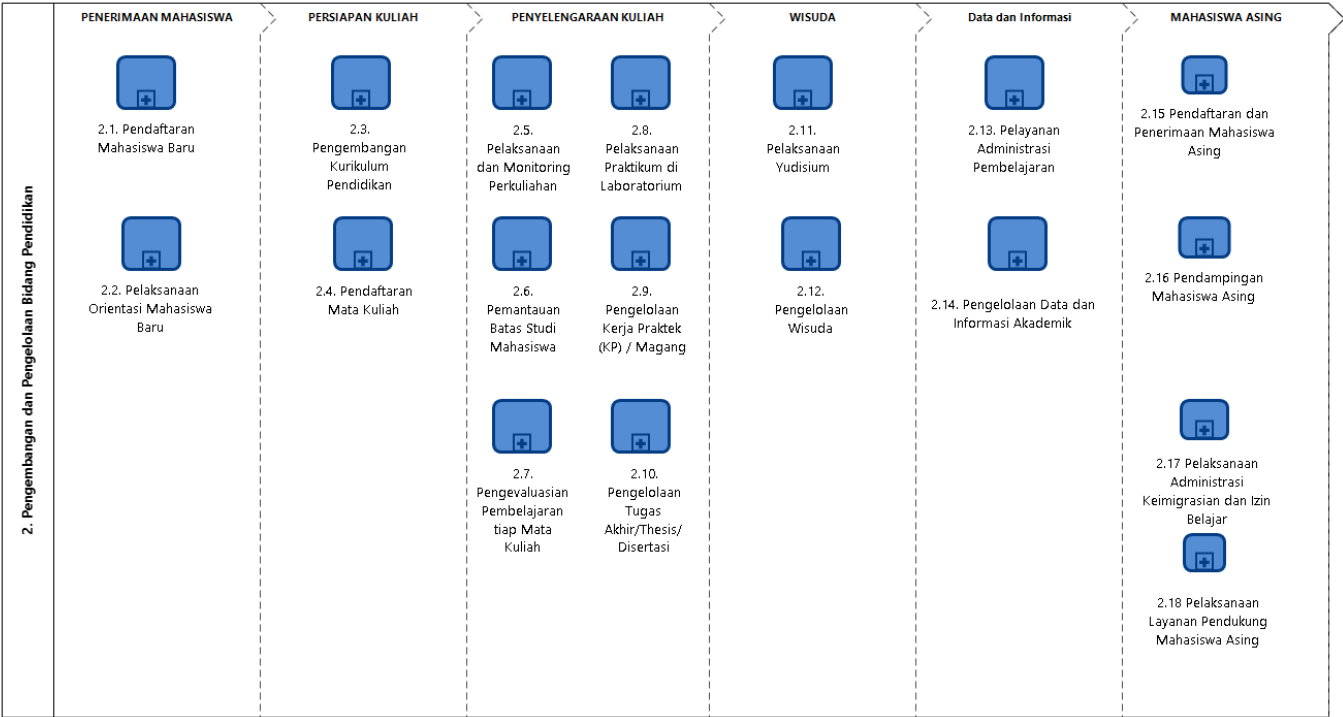 2. Pengembangan dan Pengelolaan Bidang Pendidikan
PENERIMAAN MAHASISWA
2.1. Pendaftaran
Mahasiswa Baru
2.2. Pelaksanaan
Orientasi Mahasiswa
Baru
PERSIAPAN KULIAH
2.3.
Pengembangan
Kurikulum
Pendidikan
2.4. Pendaftaran
Mata Kuliah
PENYELENGARAAN KULIAH
2.5.
Pelaksanaan
dan Monitoring
Perkuliahan
2.6.
Pemantauan
Batas Studi
Mahasiswa
2.7.
Pengevaluasian
Pembelajaran
tiap Mata
Kuliah
2.8.
Pelaksanaan
Praktikum di
Laboratorium
2.9.
Pengelolaan
Kerja Praktek
(KP) / Magang
2.10.
Pengelolaan
Tugas
Akhir/Thesis/
Disertasi
WISUDA
2.11.
Pelaksanaan
Yudisium
2.12.
Pengelolaan
Wisuda
Data dan Informasi
2.13. Pelayanan
Administrasi
Pembelajaran
2.14. Pengelolaan Data dan
Informasi Akademik
MAHASISWA ASING
2.15 Pendaftaran dan
Penerimaan Mahasiswa
Asing
2.16 Pendampingan
Mahasiswa Asing
2.17 Pelaksanaan
Administrasi
Keimigrasian dan Izin
Belajar
2.18 Pelaksanaan
Layanan Pendukung
Mahasiswa Asing